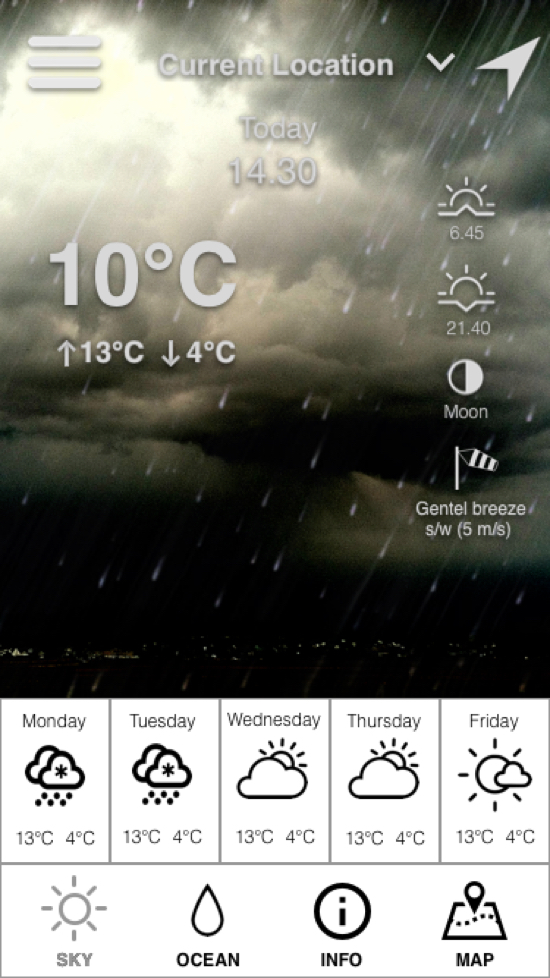 Current Location
Today
14.30
6.45
10°C
21.40
↑13°C ↓4°C
Moon
Gentel breeze
s/w (5 m/s)
Monday Tuesday Wednesday Thursday Friday
13°C 4°C 13°C 4°C 13°C 4°C 13°C 4°C 13°C 4°C
SKY OCEAN INFO MAP